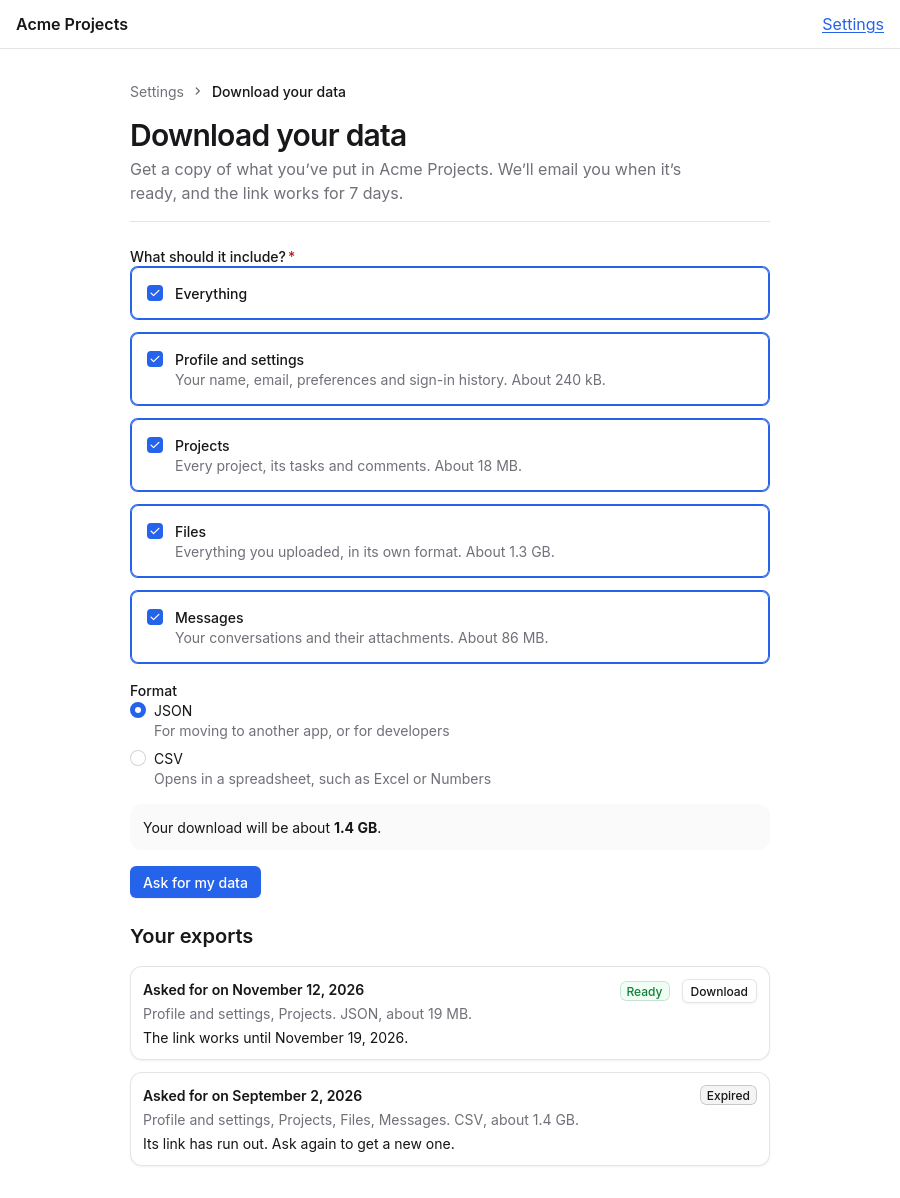 Acme Projects
Settings
Settings > Download your data
Download your data
Get a copy of what you’ve put in Acme Projects. We’ll email you when it’s
ready, and the link works for 7 days.
What should it include?*
Everything
Profile and settings
Your name, email, preferences and sign-in history. About 240 kB.
Projects
Every project, its tasks and comments. About 18 MB.
Files
Everything you uploaded, in its own format. About 1.3 GB.
Messages
Your conversations and their attachments. About 86 MB.
Format
JSON
For moving to another app, or for developers
CSV
Opens in a spreadsheet, such as Excel or Numbers
Your download will be about 1.4 GB.
Ask for my data
Your exports
Asked for on November 12, 2026
Ready
Download
Profile and settings, Projects. JSON, about 19 MB.
The link works until November 19, 2026.
Asked for on September 2, 2026
Expired
Profile and settings, Projects, Files, Messages. CSV, about 1.4 GB.
Its link has run out. Ask again to get a new one.